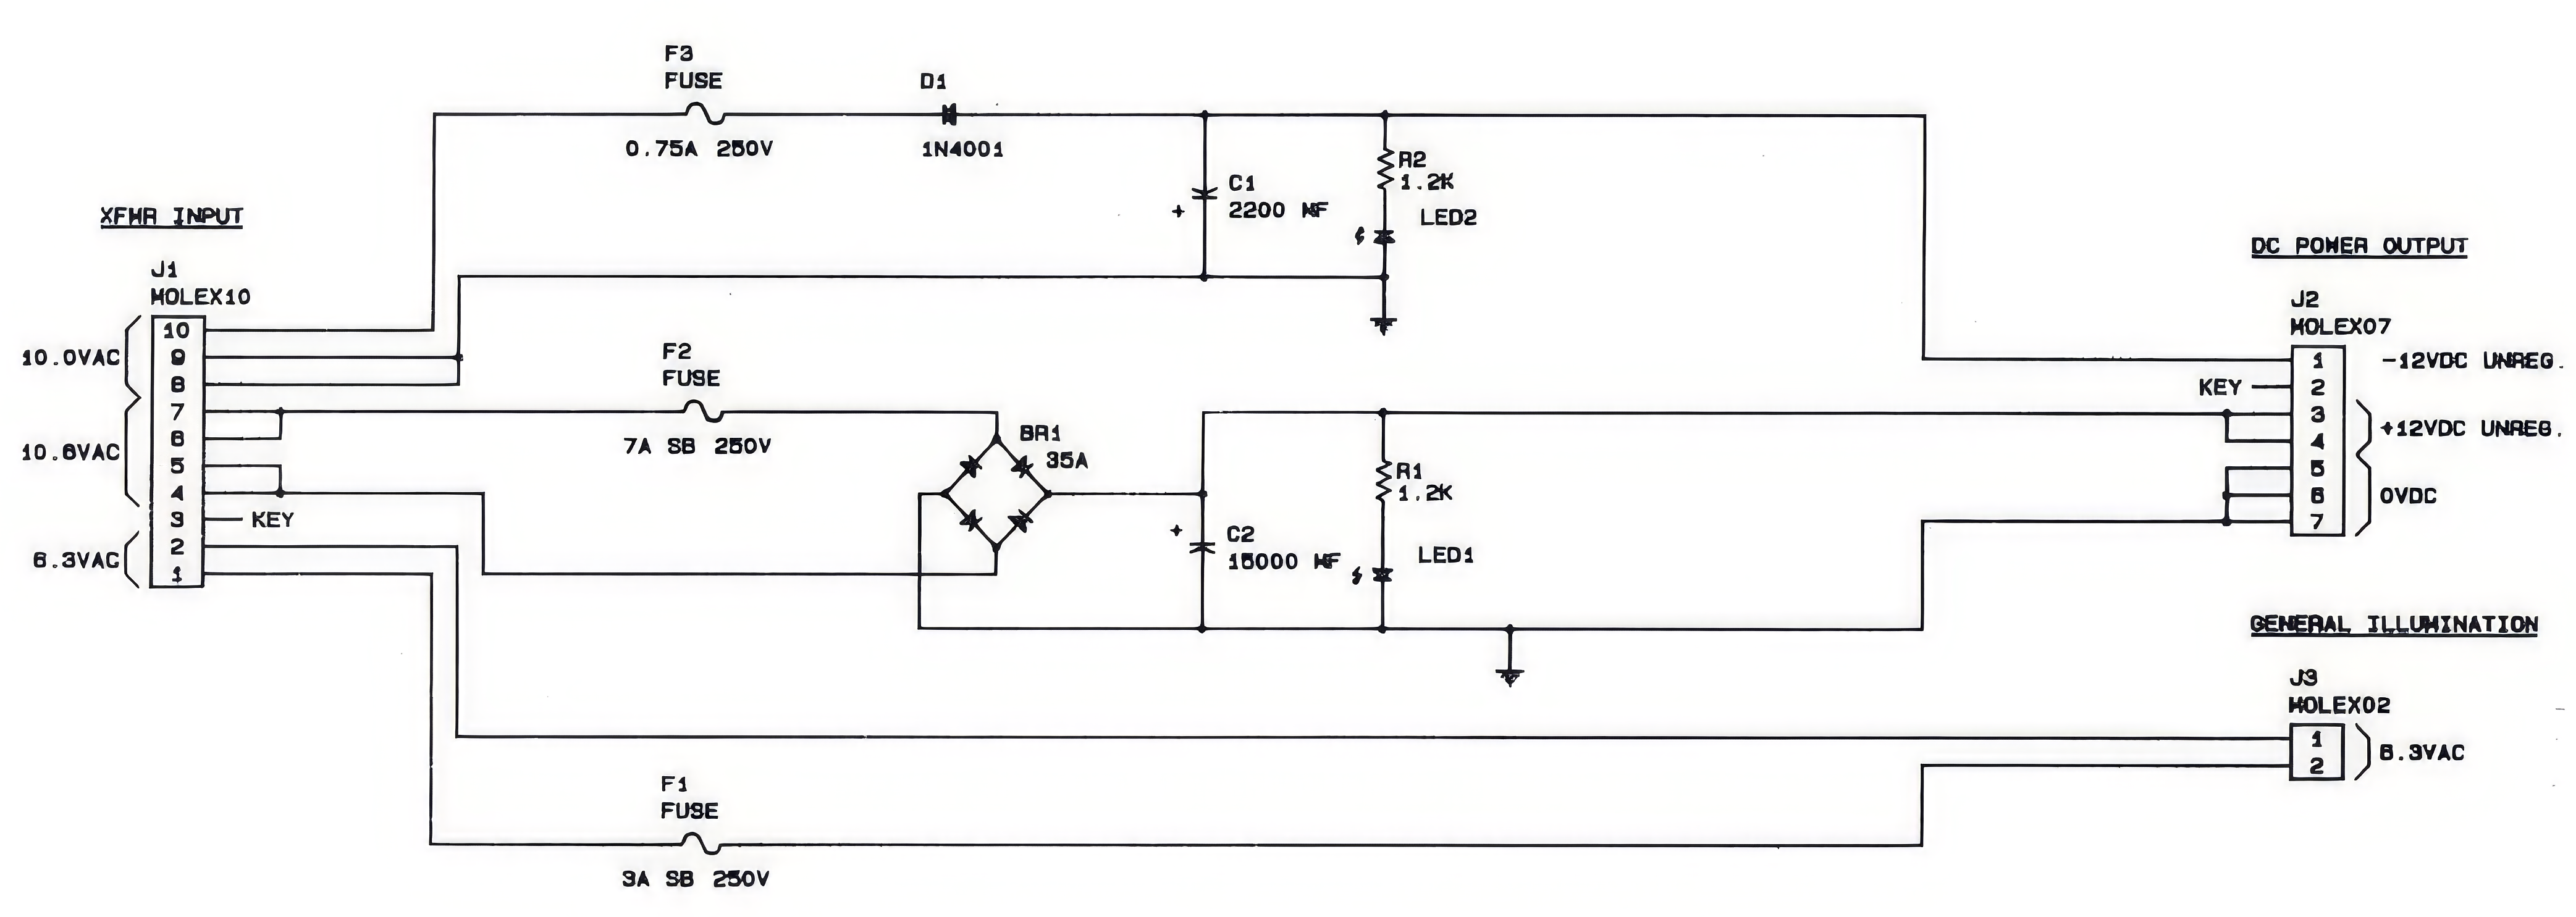 F3
FUSE
0.75A 250V
D1
1N4001
C1
+
2200 MF
R2
1.2K
LED2
XFMR INPUT
J1
MOLEX10
10
9
8
7
6
5
4
3
2
1
10.0VAC
10.6VAC
KEY
6.3VAC
F2
FUSE
7A SB 250V
BR1
35A
+
C2
15000 MF
R1
1.2K
LED1
DC POWER OUTPUT
J2
MOLEX07
1
2
3
4
5
6
7
-12VDC UNREG.
KEY
+12VDC UNREG.
0VDC
GENERAL ILLUMINATION
J3
MOLEX02
1
2
6.3VAC
F1
FUSE
3A SB 250V